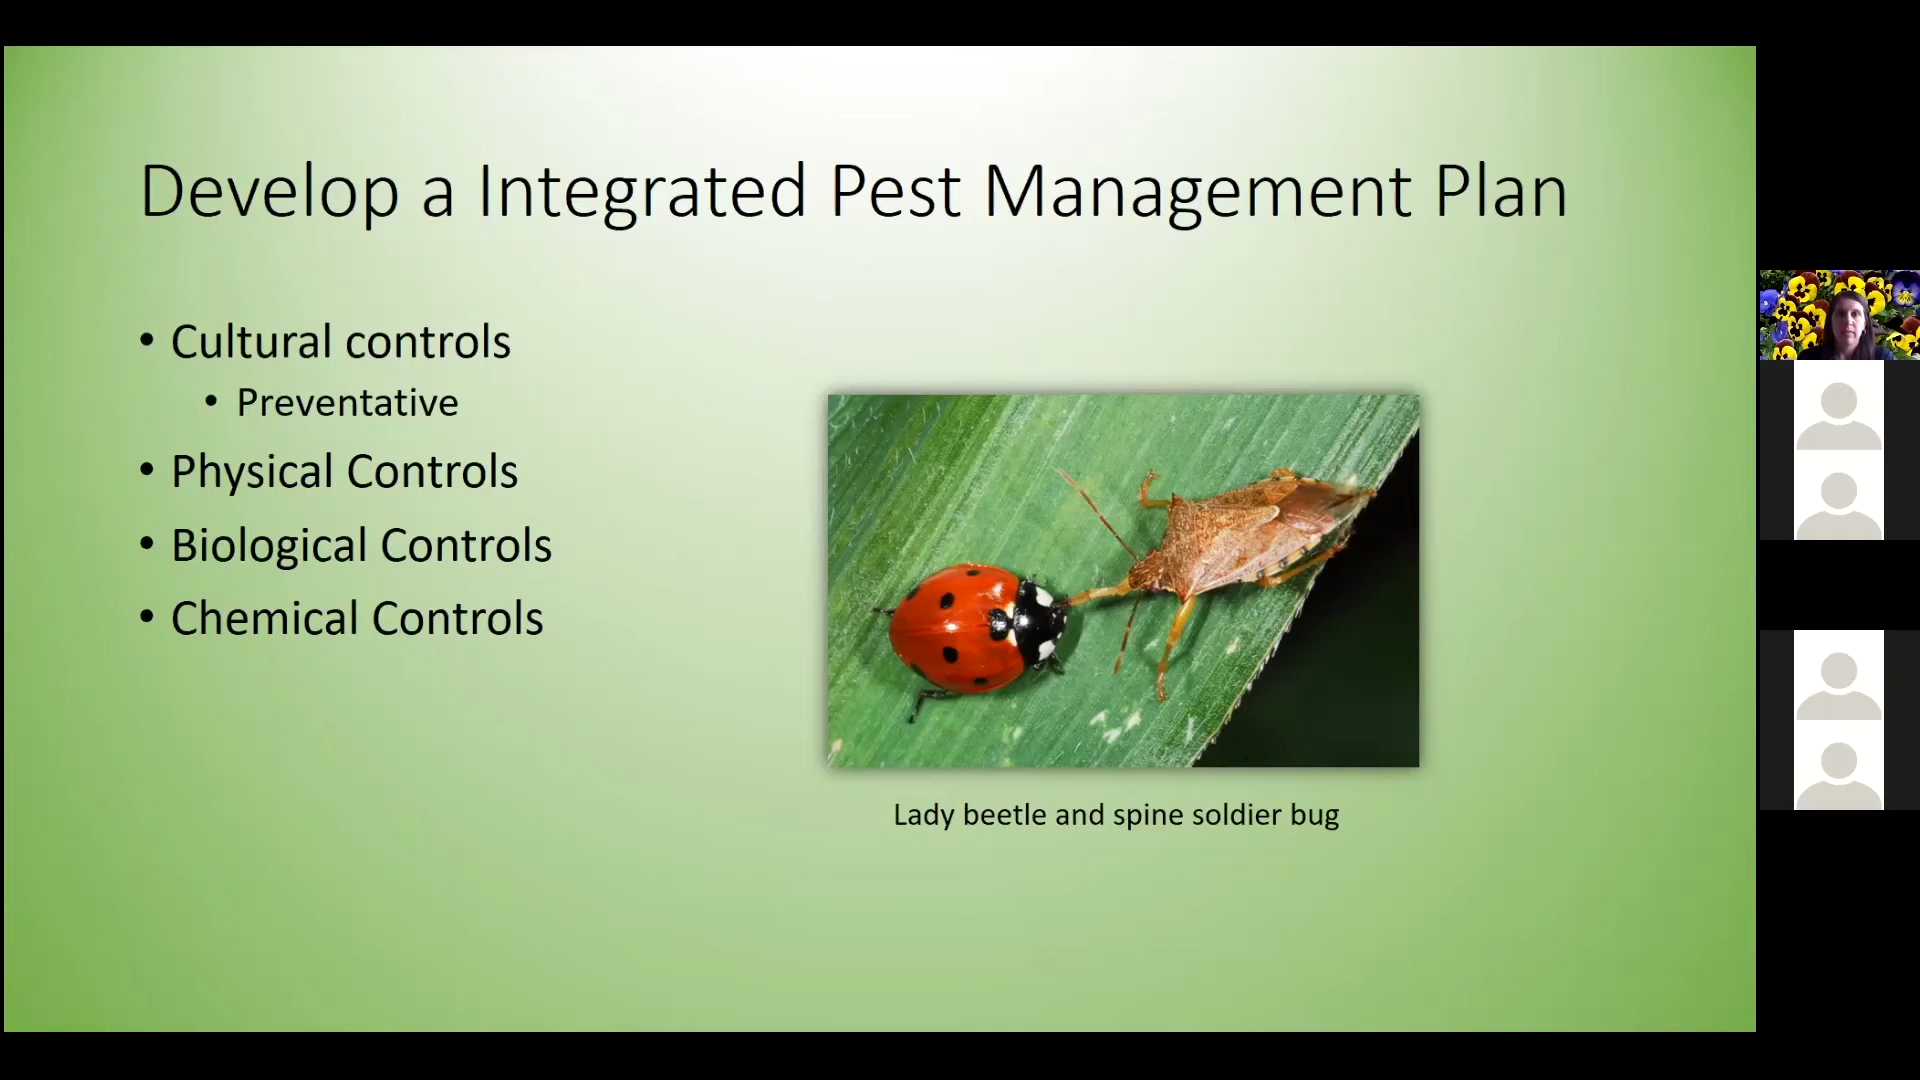 Develop a Integrated Pest Management Plan
• Cultural controls
• Preventative
• Physical Controls
• Biological Controls
• Chemical Controls
Lady beetle and spine soldier bug